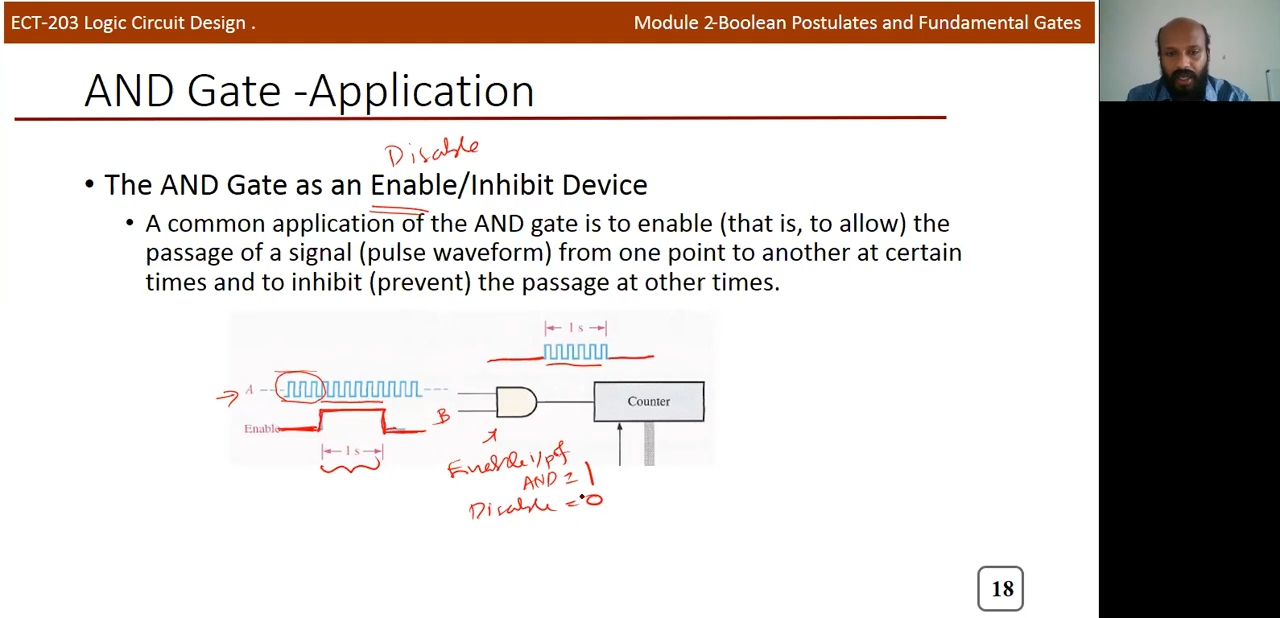 ECT-203 Logic Circuit Design .
Module 2-Boolean Postulates and Fundamental Gates
AND Gate -Application
Disable
• The AND Gate as an Enable/Inhibit Device
• A common application of the AND gate is to enable (that is, to allow) the
passage of a signal (pulse waveform) from one point to another at certain
times and to inhibit (prevent) the passage at other times.
1 s
A
B
Counter
Enable
1 s
Enable i/p of
AND = 1
Disable = 0
18